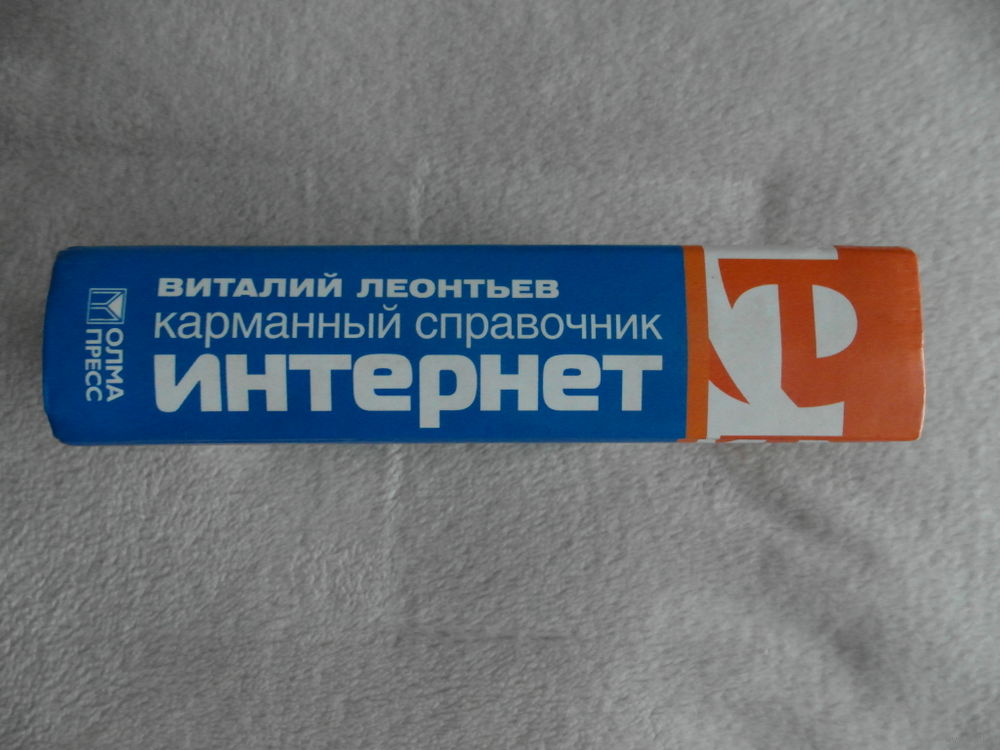 ВИТАЛИЙ ЛЕОНТЬЕВ
карманный справочник
интернет
ОЛМА
ПРЕСС